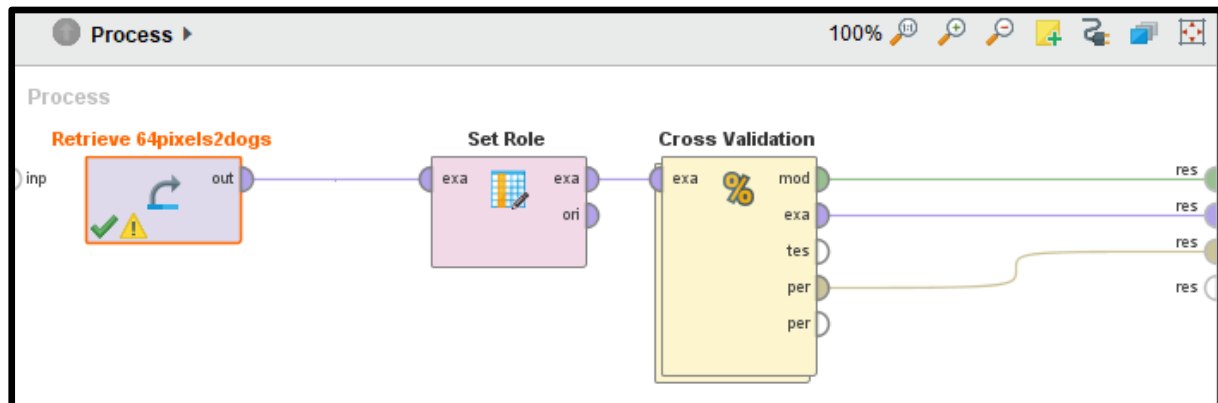 Process
100%
Process
Retrieve 64pixels2dogs
Set Role
Cross Validation
inp
out
exa
exa
ori
exa
%
mod
exa
tes
per
per
res
res
res
res